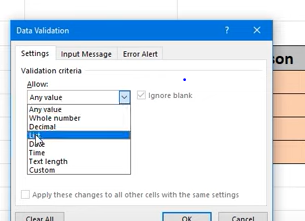 Data Validation
?
Settings
Input Message
Error Alert
Validation criteria
Allow:
Any value
Ignore blank
Any value
Whole number
Decimal
List
Date
Time
Text length
Custom
Apply these changes to all other cells with the same settings
Clear All
OK
Cancel